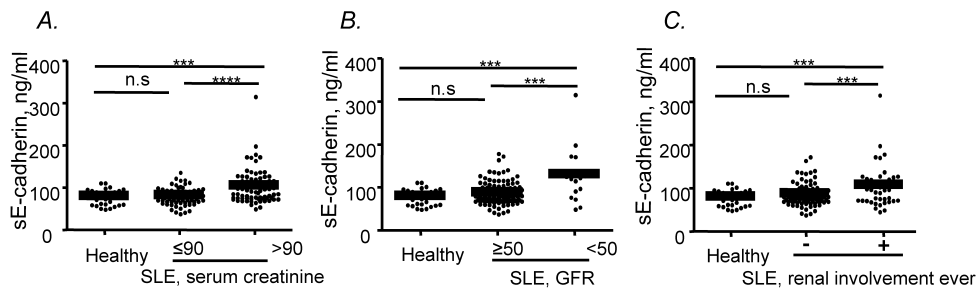 A.
sE-cadherin, ng/ml
400
300
200
100
0
***
n.s
****
Healthy
≤90
>90
SLE, serum creatinine
B.
sE-cadherin, ng/ml
400
300
200
100
0
***
n.s
***
Healthy
≥50
<50
SLE, GFR
C.
sE-cadherin, ng/ml
400
300
200
100
0
***
n.s
***
Healthy
-
+
SLE, renal involvement ever